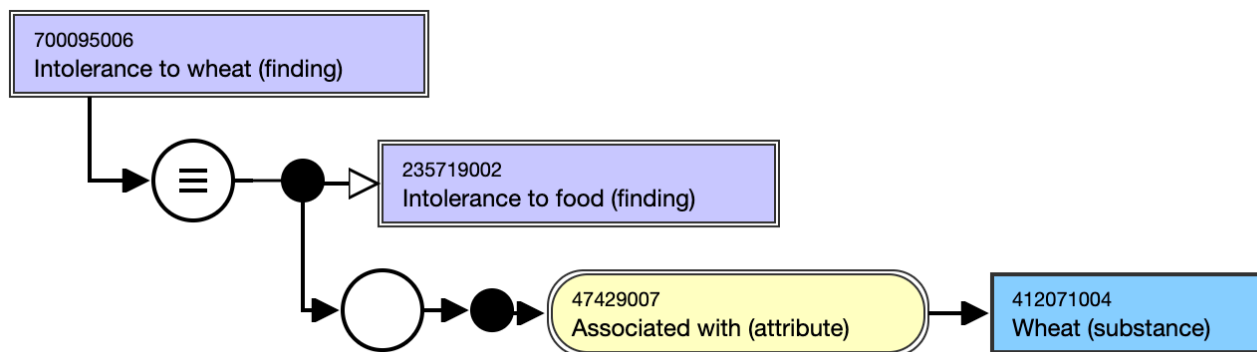 700095006
Intolerance to wheat (finding)
235719002
Intolerance to food (finding)
47429007
Associated with (attribute)
412071004
Wheat (substance)